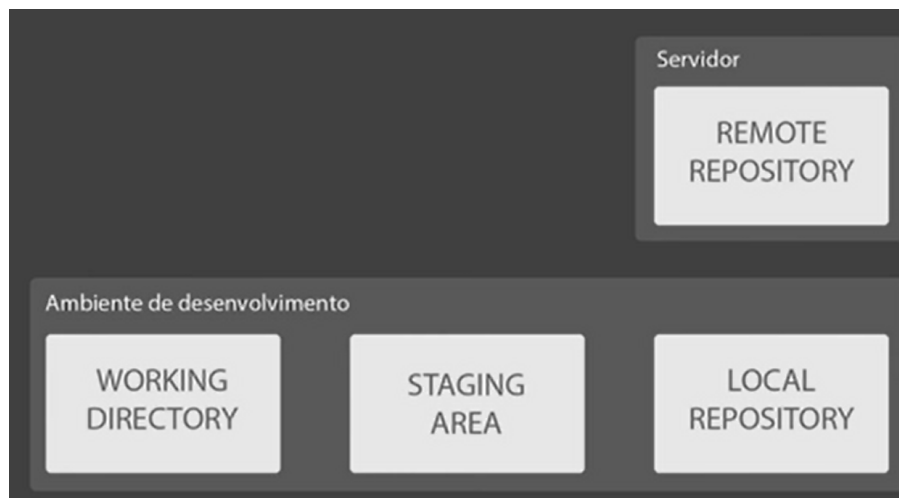 Servidor
REMOTE
REPOSITORY
Ambiente de desenvolvimento
WORKING
DIRECTORY
STAGING
AREA
LOCAL
REPOSITORY